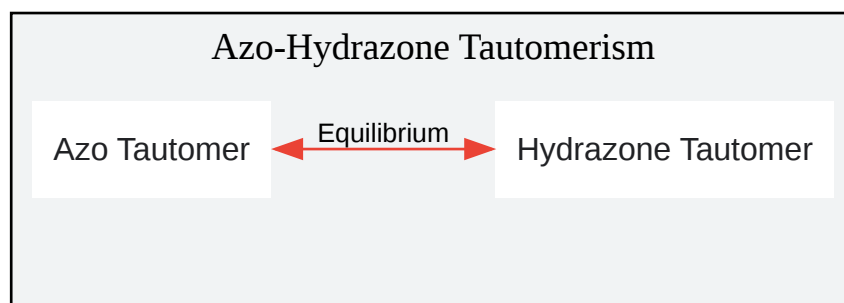 Azo-Hydrazone Tautomerism
Azo Tautomer
Equilibrium
Hydrazone Tautomer